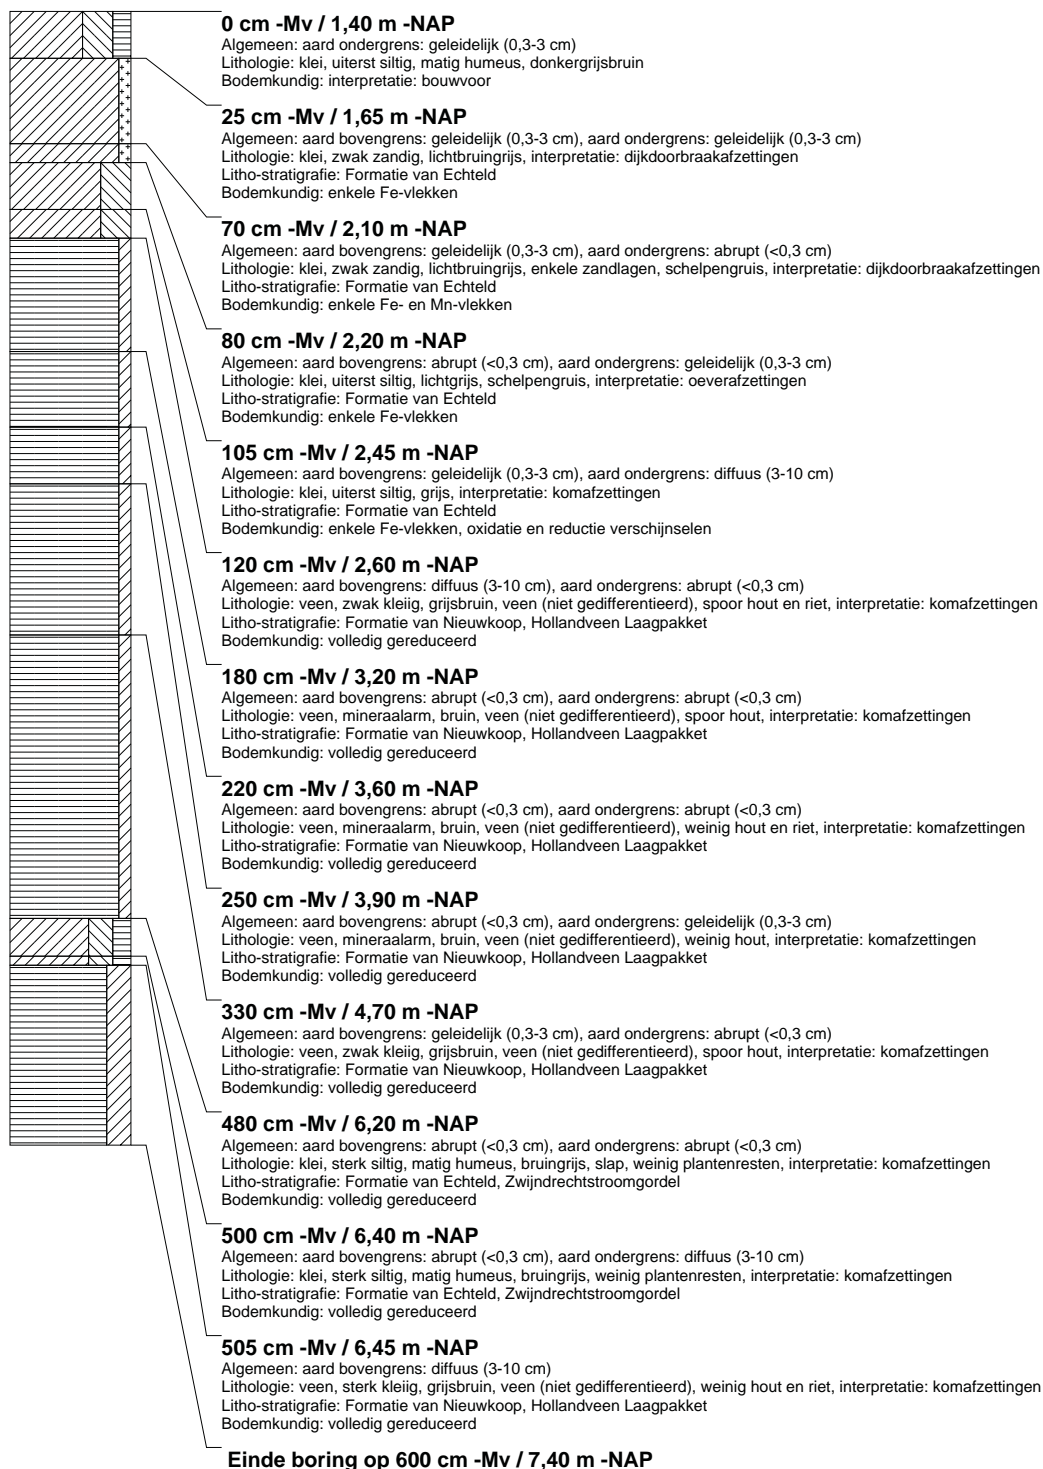 0 cm -Mv / 1,40 m -NAP
Algemeen: aard ondergrens: geleidelijk (0,3-3 cm)
Lithologie: klei, uiterst siltig, matig humeus, donkergrijsbruin
Bodemkundig: interpretatie: bouwvoor
25 cm -Mv / 1,65 m -NAP
Algemeen: aard bovengrens: geleidelijk (0,3-3 cm), aard ondergrens: geleidelijk (0,3-3 cm)
Lithologie: klei, zwak zandig, lichtbruingrijs, interpretatie: dijkdoorbraakafzettingen
Litho-stratigrafie: Formatie van Echteld
Bodemkundig: enkele Fe-vlekken
70 cm -Mv / 2,10 m -NAP
Algemeen: aard bovengrens: geleidelijk (0,3-3 cm), aard ondergrens: abrupt (<0,3 cm)
Lithologie: klei, zwak zandig, lichtbruingrijs, enkele zandlagen, schelpengruis, interpretatie: dijkdoorbraakafzettingen
Litho-stratigrafie: Formatie van Echteld
Bodemkundig: enkele Fe- en Mn-vlekken
80 cm -Mv / 2,20 m -NAP
Algemeen: aard bovengrens: abrupt (<0,3 cm), aard ondergrens: geleidelijk (0,3-3 cm)
Lithologie: klei, uiterst siltig, lichtgrijs, schelpengruis, interpretatie: oeverafzettingen
Litho-stratigrafie: Formatie van Echteld
Bodemkundig: enkele Fe-vlekken
105 cm -Mv / 2,45 m -NAP
Algemeen: aard bovengrens: geleidelijk (0,3-3 cm), aard ondergrens: diffuus (3-10 cm)
Lithologie: klei, uiterst siltig, grijs, interpretatie: komafzettingen
Litho-stratigrafie: Formatie van Echteld
Bodemkundig: enkele Fe-vlekken, oxidatie en reductie verschijnselen
120 cm -Mv / 2,60 m -NAP
Algemeen: aard bovengrens: diffuus (3-10 cm), aard ondergrens: abrupt (<0,3 cm)
Lithologie: veen, zwak kleiig, grijsbruin, veen (niet gedifferentieerd), spoor hout en riet, interpretatie: komafzettingen
Litho-stratigrafie: Formatie van Nieuwkoop, Hollandveen Laagpakket
Bodemkundig: volledig gereduceerd
180 cm -Mv / 3,20 m -NAP
Algemeen: aard bovengrens: abrupt (<0,3 cm), aard ondergrens: abrupt (<0,3 cm)
Lithologie: veen, mineraalarm, bruin, veen (niet gedifferentieerd), spoor hout, interpretatie: komafzettingen
Litho-stratigrafie: Formatie van Nieuwkoop, Hollandveen Laagpakket
Bodemkundig: volledig gereduceerd
220 cm -Mv / 3,60 m -NAP
Algemeen: aard bovengrens: abrupt (<0,3 cm), aard ondergrens: abrupt (<0,3 cm)
Lithologie: veen, mineraalarm, bruin, veen (niet gedifferentieerd), weinig hout en riet, interpretatie: komafzettingen
Litho-stratigrafie: Formatie van Nieuwkoop, Hollandveen Laagpakket
Bodemkundig: volledig gereduceerd
250 cm -Mv / 3,90 m -NAP
Algemeen: aard bovengrens: abrupt (<0,3 cm), aard ondergrens: geleidelijk (0,3-3 cm)
Lithologie: veen, mineraalarm, bruin, veen (niet gedifferentieerd), weinig hout, interpretatie: komafzettingen
Litho-stratigrafie: Formatie van Nieuwkoop, Hollandveen Laagpakket
Bodemkundig: volledig gereduceerd
330 cm -Mv / 4,70 m -NAP
Algemeen: aard bovengrens: geleidelijk (0,3-3 cm), aard ondergrens: abrupt (<0,3 cm)
Lithologie: veen, zwak kleiig, grijsbruin, veen (niet gedifferentieerd), spoor hout, interpretatie: komafzettingen
Litho-stratigrafie: Formatie van Nieuwkoop, Hollandveen Laagpakket
Bodemkundig: volledig gereduceerd
480 cm -Mv / 6,20 m -NAP
Algemeen: aard bovengrens: abrupt (<0,3 cm), aard ondergrens: abrupt (<0,3 cm)
Lithologie: klei, sterk siltig, matig humeus, bruingrijs, slap, weinig plantenresten, interpretatie: komafzettingen
Litho-stratigrafie: Formatie van Echteld, Zwijndrechtstroomgordel
Bodemkundig: volledig gereduceerd
500 cm -Mv / 6,40 m -NAP
Algemeen: aard bovengrens: abrupt (<0,3 cm), aard ondergrens: diffuus (3-10 cm)
Lithologie: klei, sterk siltig, matig humeus, bruingrijs, weinig plantenresten, interpretatie: komafzettingen
Litho-stratigrafie: Formatie van Echteld, Zwijndrechtstroomgordel
Bodemkundig: volledig gereduceerd
505 cm -Mv / 6,45 m -NAP
Algemeen: aard bovengrens: diffuus (3-10 cm)
Lithologie: veen, sterk kleiig, grijsbruin, veen (niet gedifferentieerd), weinig hout en riet, interpretatie: komafzettingen
Litho-stratigrafie: Formatie van Nieuwkoop, Hollandveen Laagpakket
Bodemkundig: volledig gereduceerd
Einde boring op 600 cm -Mv / 7,40 m -NAP